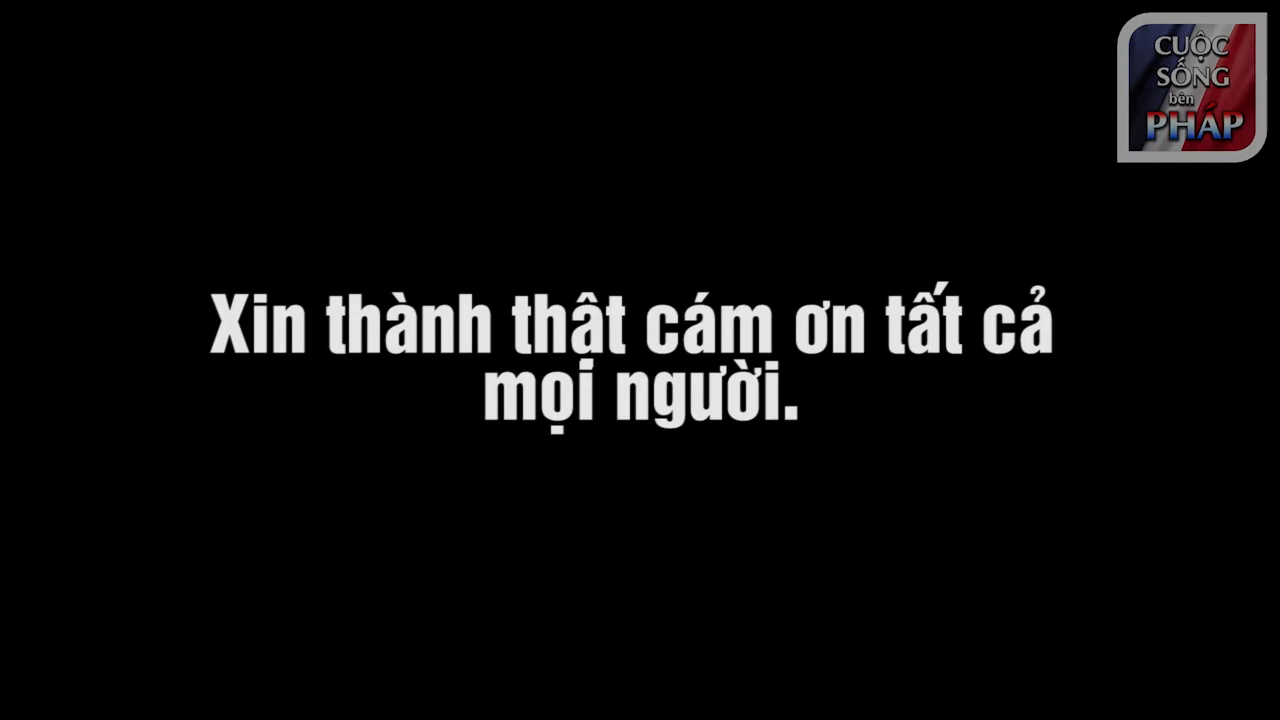 CUỘC
SỐNG
bên
PHÁP
Xin thành thật cám ơn tất cả
mọi người.